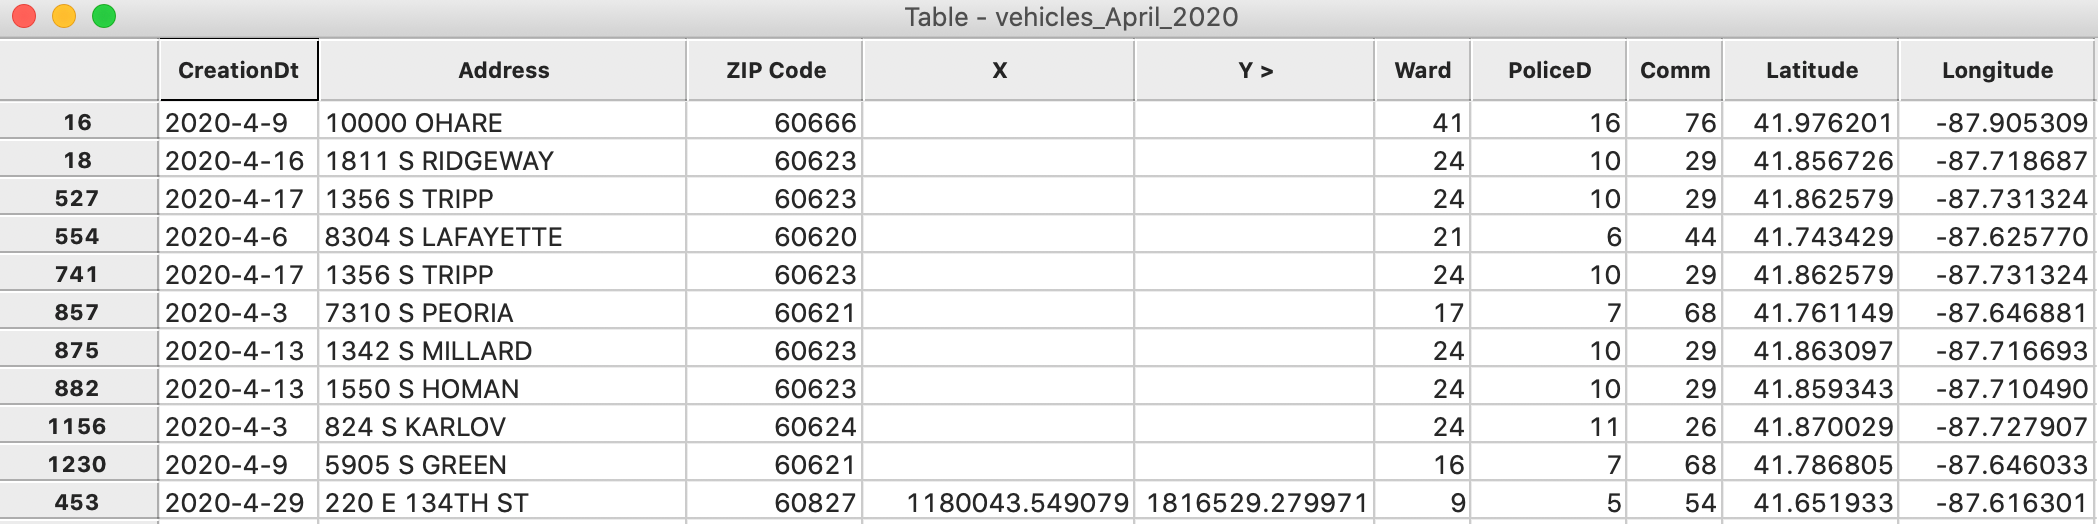 Table - vehicles_April_2020
CreationDt Address ZIP Code X Y > Ward PoliceD Comm Latitude Longitude
16 2020-4-9 10000 OHARE 60666 41 16 76 41.976201 -87.905309
18 2020-4-16 1811 S RIDGEWAY 60623 24 10 29 41.856726 -87.718687
527 2020-4-17 1356 S TRIPP 60623 24 10 29 41.862579 -87.731324
554 2020-4-6 8304 S LAFAYETTE 60620 21 6 44 41.743429 -87.625770
741 2020-4-17 1356 S TRIPP 60623 24 10 29 41.862579 -87.731324
857 2020-4-3 7310 S PEORIA 60621 17 7 68 41.761149 -87.646881
875 2020-4-13 1342 S MILLARD 60623 24 10 29 41.863097 -87.716693
882 2020-4-13 1550 S HOMAN 60623 24 10 29 41.859343 -87.710490
1156 2020-4-3 824 S KARLOV 60624 24 11 26 41.870029 -87.727907
1230 2020-4-9 5905 S GREEN 60621 16 7 68 41.786805 -87.646033
453 2020-4-29 220 E 134TH ST 60827 1180043.549079 1816529.279971 9 5 54 41.651933 -87.616301